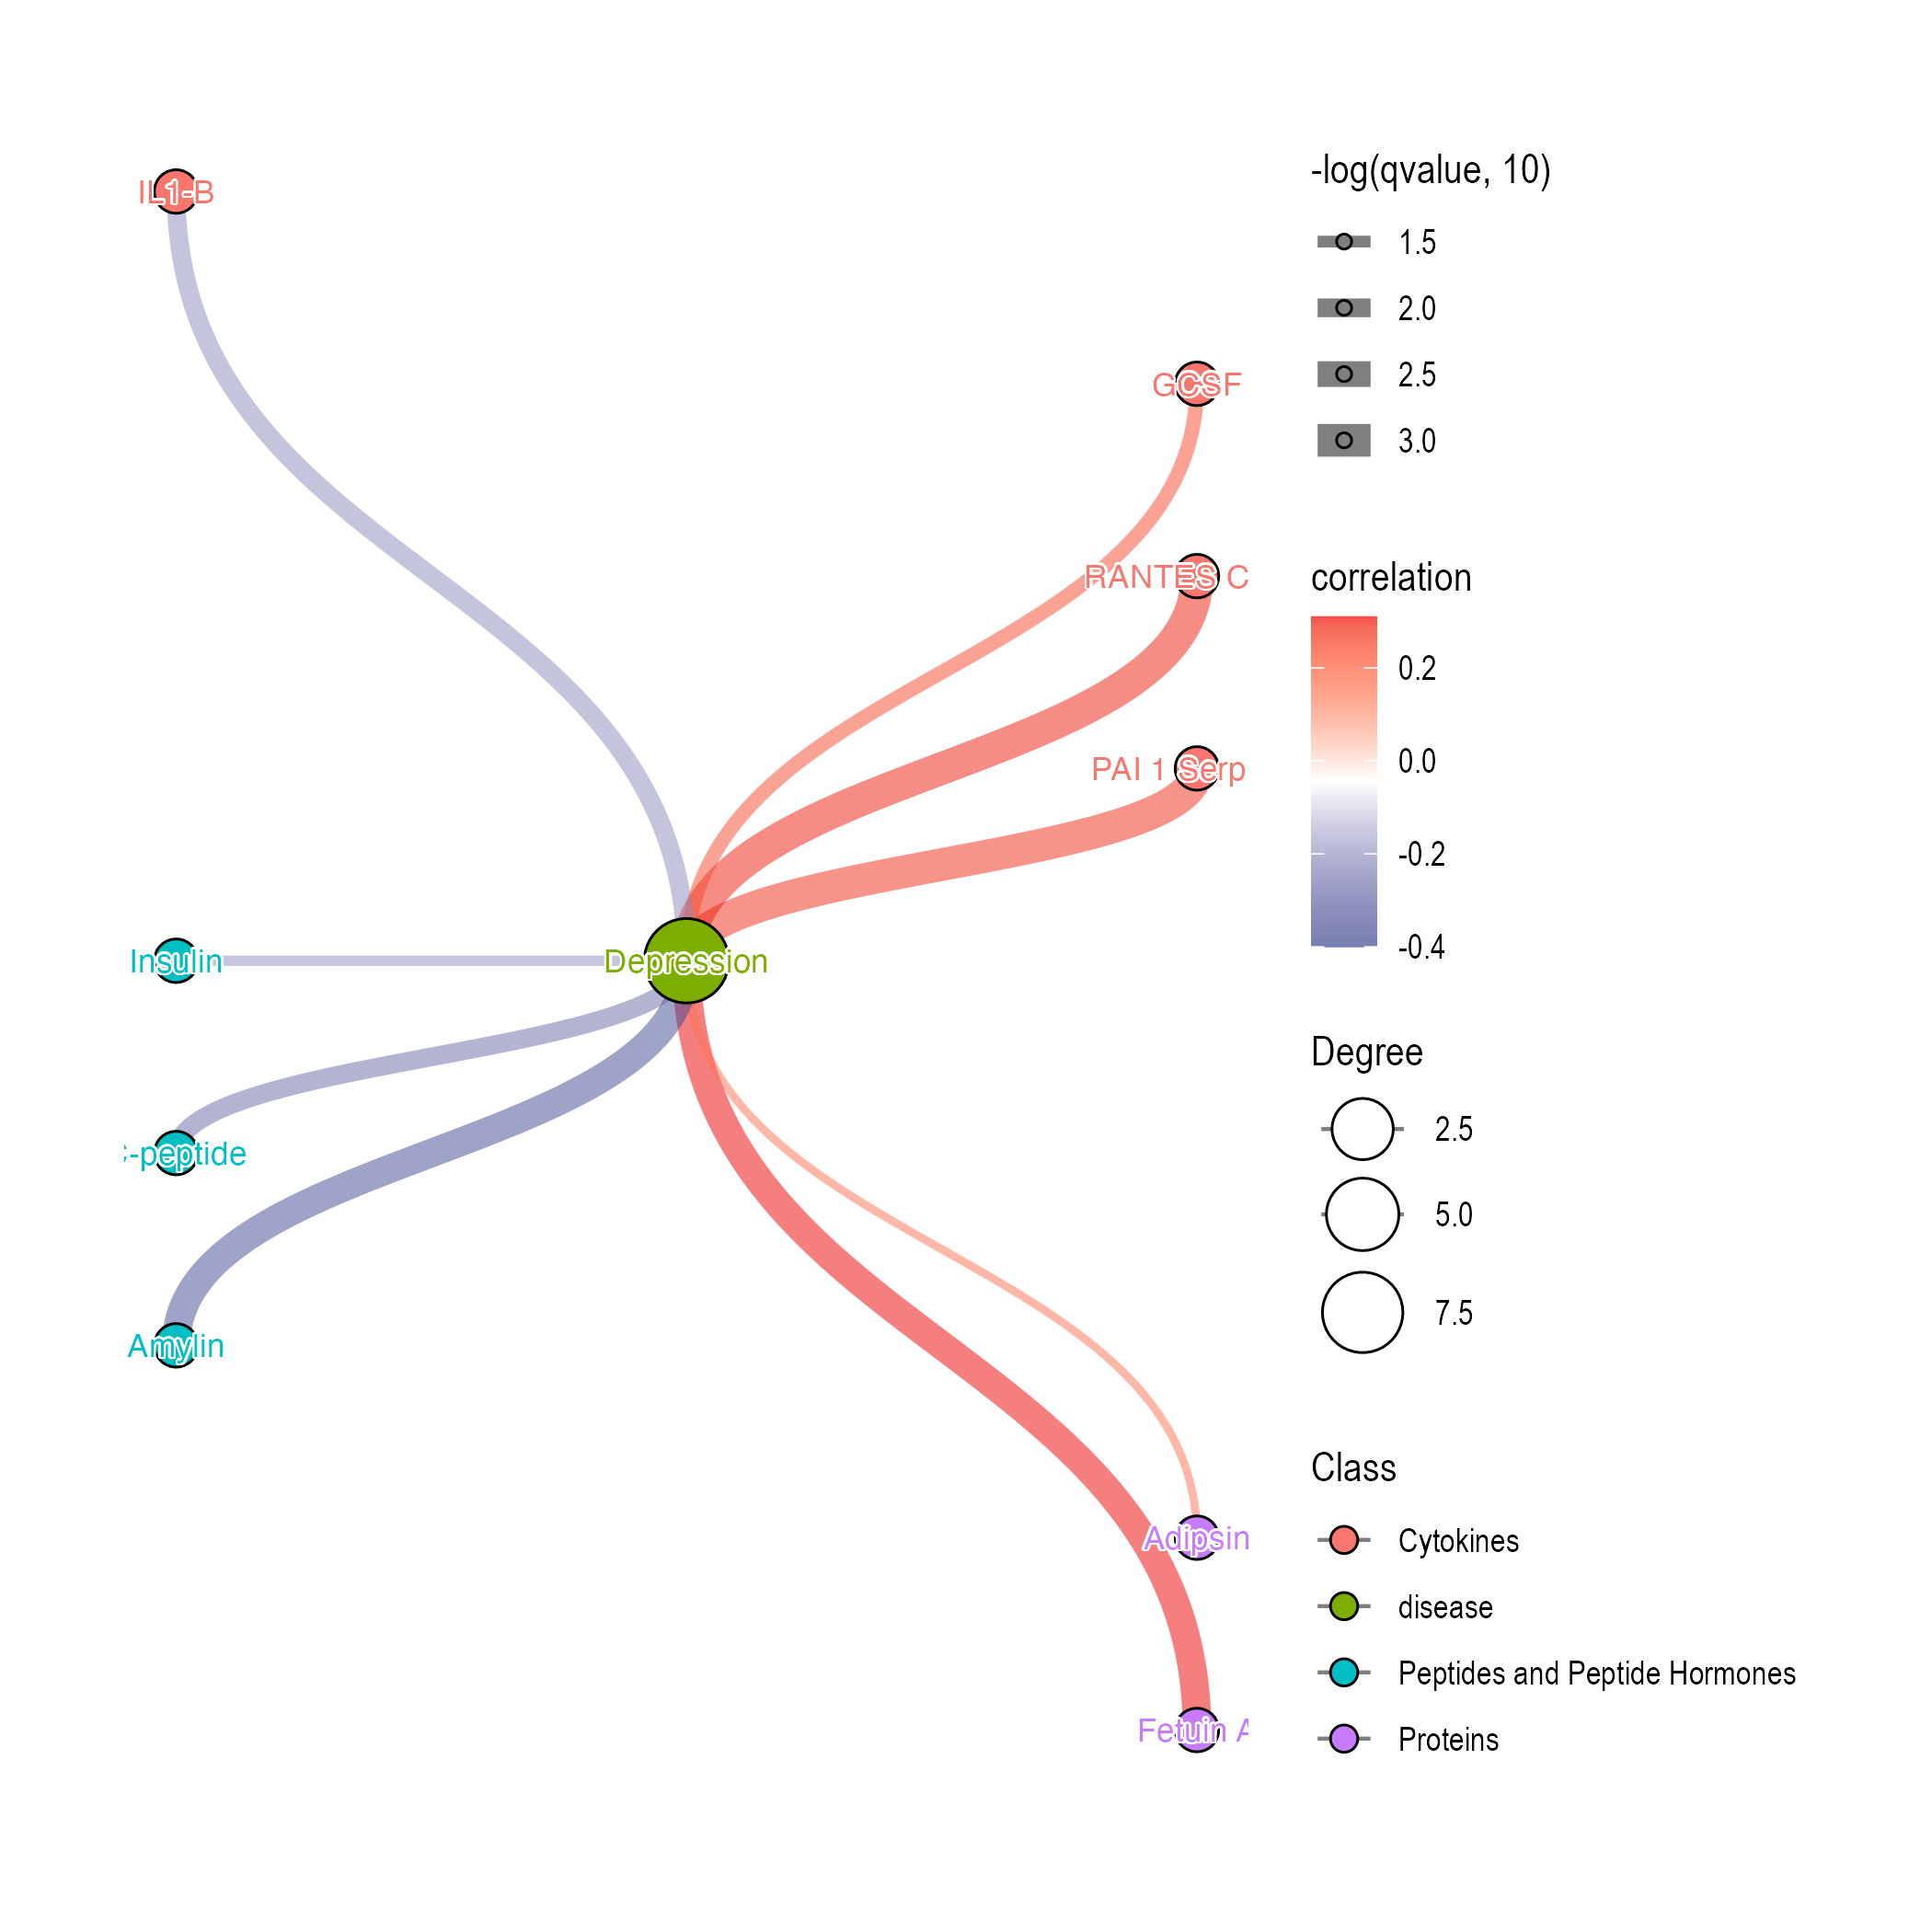 IL1-B
GCSF
RANTES C
PAI 1 Serp
Depression
Insulin
-peptide
Amylin
Adipsin
Fetuin A
-log(qvalue, 10)
1.5
2.0
2.5
3.0
correlation
0.2
0.0
-0.2
-0.4
Degree
2.5
5.0
7.5
Class
Cytokines
disease
Peptides and Peptide Hormones
Proteins